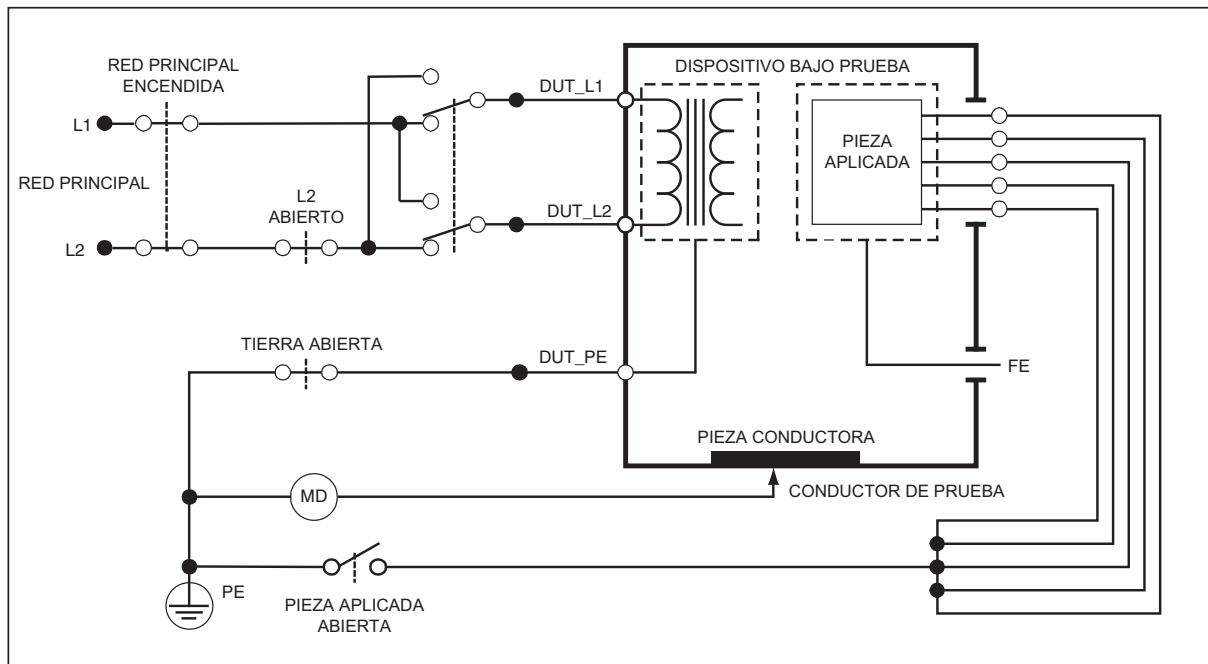 RED PRINCIPAL
ENCENDIDA
L1
RED PRINCIPAL
L2
ABIERTO
L2
DUT_L1
DUT_L2
DISPOSITIVO BAJO PRUEBA
PIEZA
APLICADA
TIERRA ABIERTA
DUT_PE
FE
PIEZA CONDUCTORA
MD
CONDUCTOR DE PRUEBA
PE
PIEZA APLICADA
ABIERTA